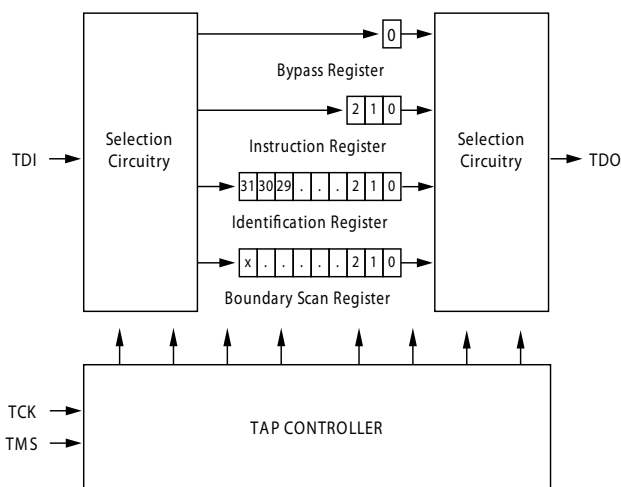 0
Bypass Register
2 1 0
Selection
Circuitry
Selection
Circuitry
TDI
TDO
Instruction Register
31 30 29 . . . 2 1 0
Identification Register
x . . . . . 2 1 0
Boundary Scan Register
TCK
TMS
TAP CONTROLLER